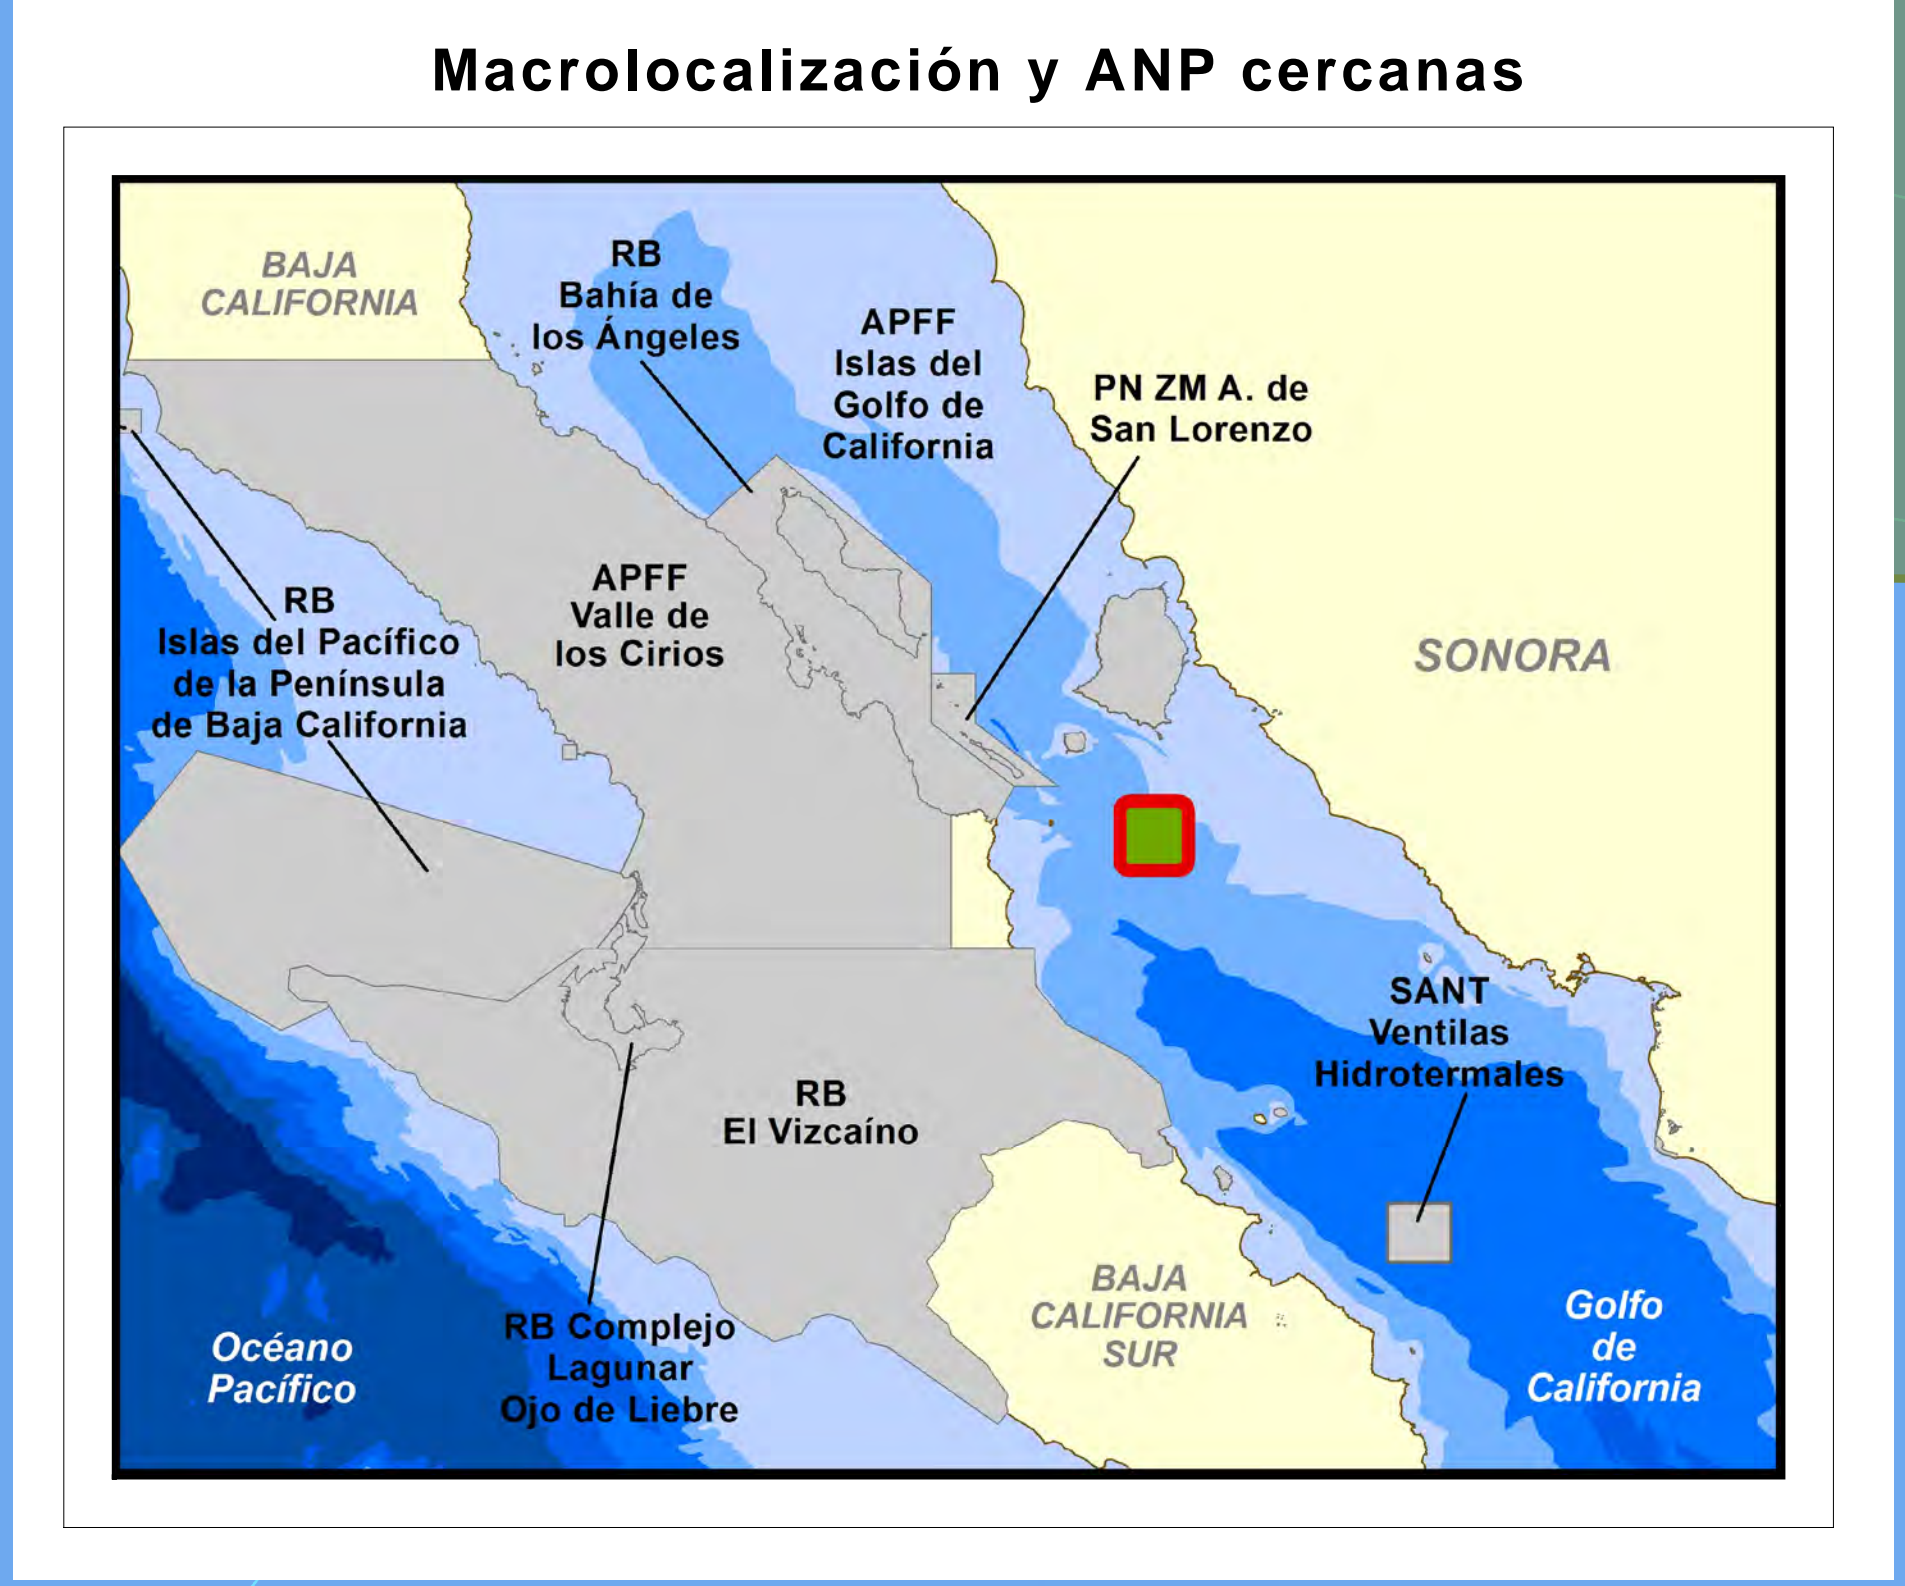 Macrolocalización y ANP cercanas
BAJA
CALIFORNIA
RB
Bahía de
los Ángeles
APFF
Islas del
Golfo de
California
PN ZM A. de
San Lorenzo
RB
Islas del Pacífico
de la Península
de Baja California
APFF
Valle de
los Cirios
SONORA
SANT
Ventilas
Hidrotermales
RB
El Vizcaíno
BAJA
CALIFORNIA
SUR
Golfo
de
California
Océano
Pacífico
RB Complejo
Lagunar
Ojo de Liebre